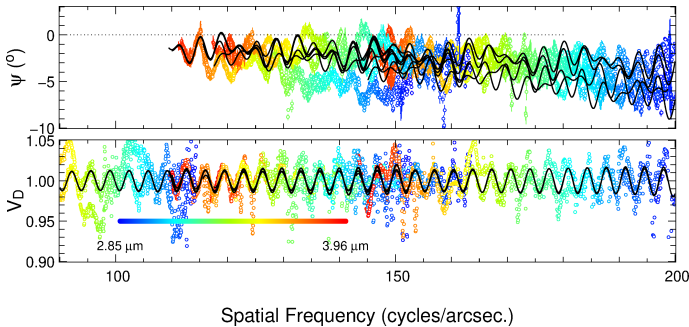 0
−5
−10
ψ (°)
1.05
1.00
0.95
0.90
V_D
2.85 μm
3.96 μm
100
150
200
Spatial Frequency (cycles/arcsec.)